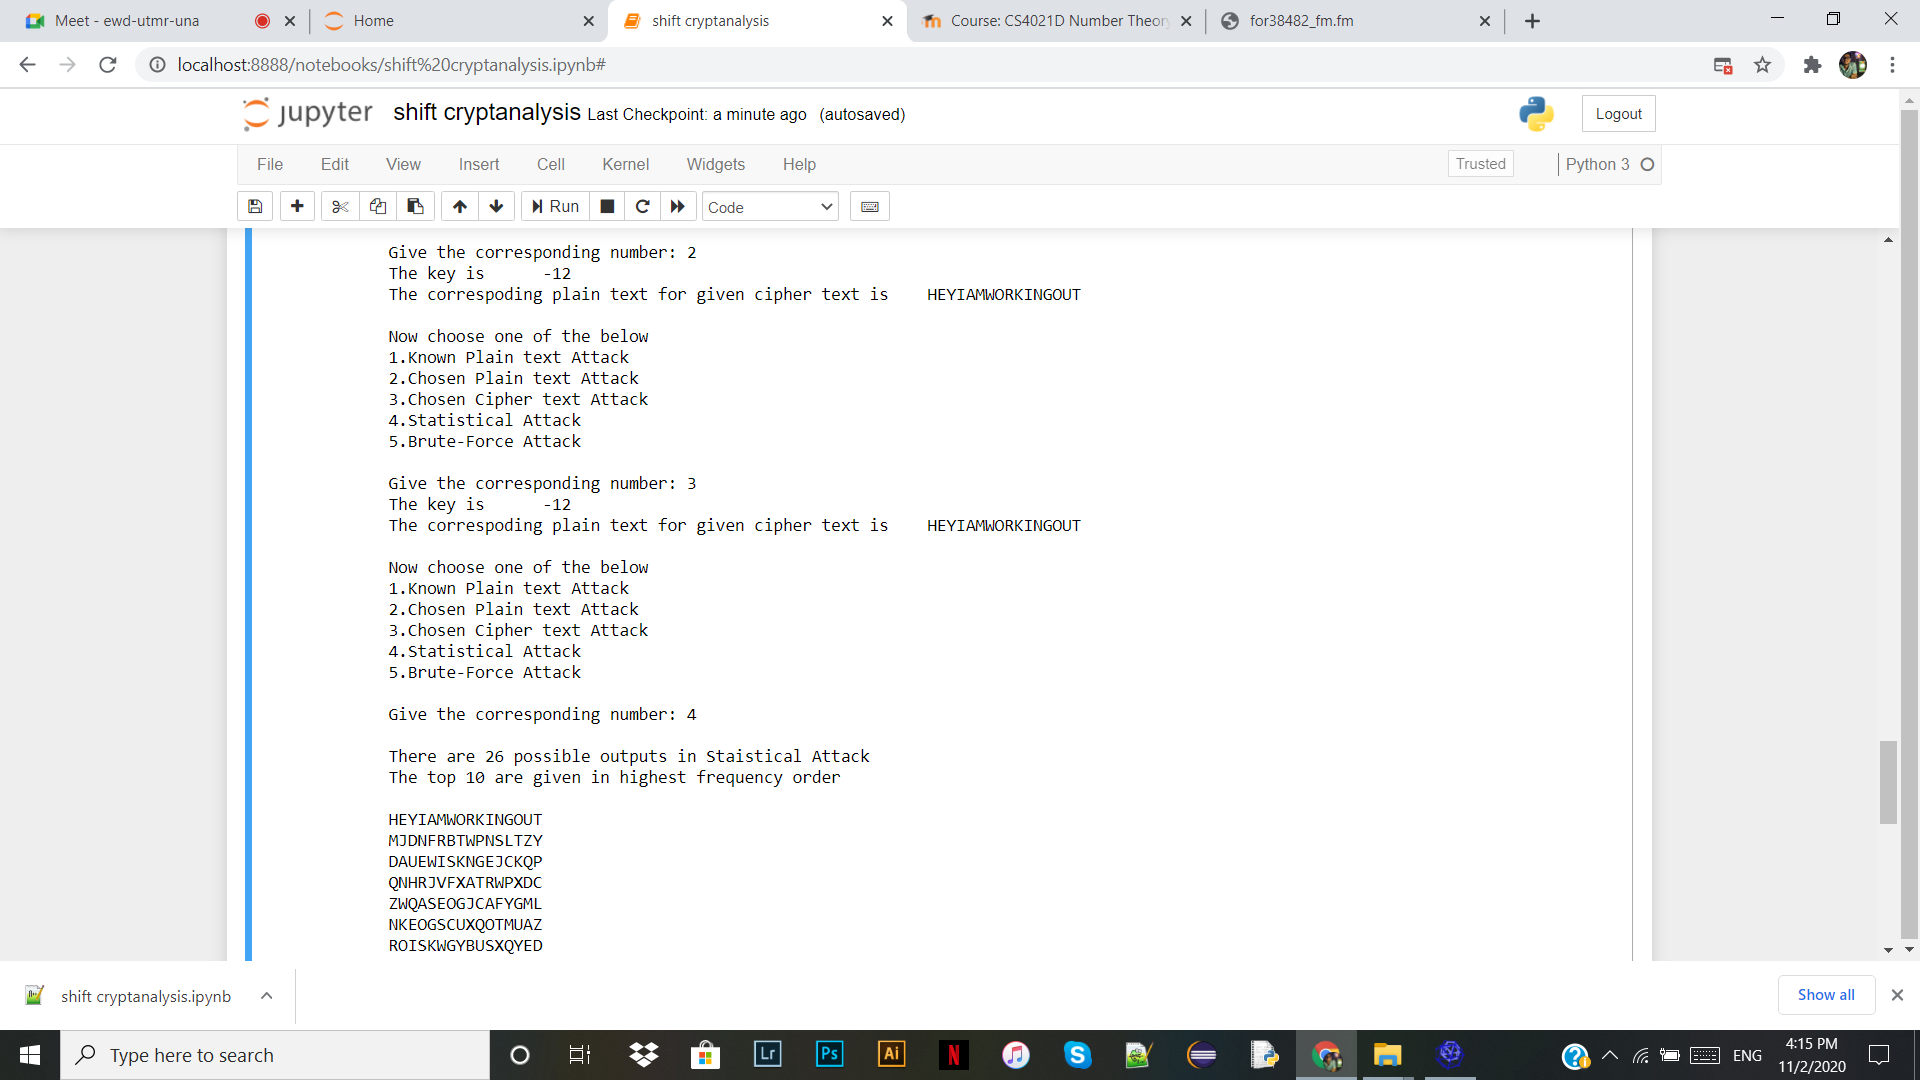 Meet - ewd-utmr-una
Home
shift cryptanalysis
Course: CS4021D Number Theory
for38482_fm.fm
localhost:8888/notebooks/shift%20cryptanalysis.ipynb#
jupyter shift cryptanalysis Last Checkpoint: a minute ago (autosaved)
Logout
File Edit View Insert Cell Kernel Widgets Help
Trusted
Python 3
Run
Code
Give the corresponding number: 2
The key is -12
The correspoding plain text for given cipher text is HEYIAMWORKINGOUT
Now choose one of the below
1.Known Plain text Attack
2.Chosen Plain text Attack
3.Chosen Cipher text Attack
4.Statistical Attack
5.Brute-Force Attack
Give the corresponding number: 3
The key is -12
The correspoding plain text for given cipher text is HEYIAMWORKINGOUT
Now choose one of the below
1.Known Plain text Attack
2.Chosen Plain text Attack
3.Chosen Cipher text Attack
4.Statistical Attack
5.Brute-Force Attack
Give the corresponding number: 4
There are 26 possible outputs in Staistical Attack
The top 10 are given in highest frequency order
HEYIAMWORKINGOUT
MJDNFRBTWPNSLTZY
DAUEWISKNGEJCKQP
QNHRJVFXATRWPXDC
ZWQASEOGJCAFYGML
NKEOGSCUXQOTMUAZ
ROISKWGYBUSXQYED
shift cryptanalysis.ipynb
Show all
Type here to search
Lr
Ps
Ai
N
S
ENG
4:15 PM
11/2/2020